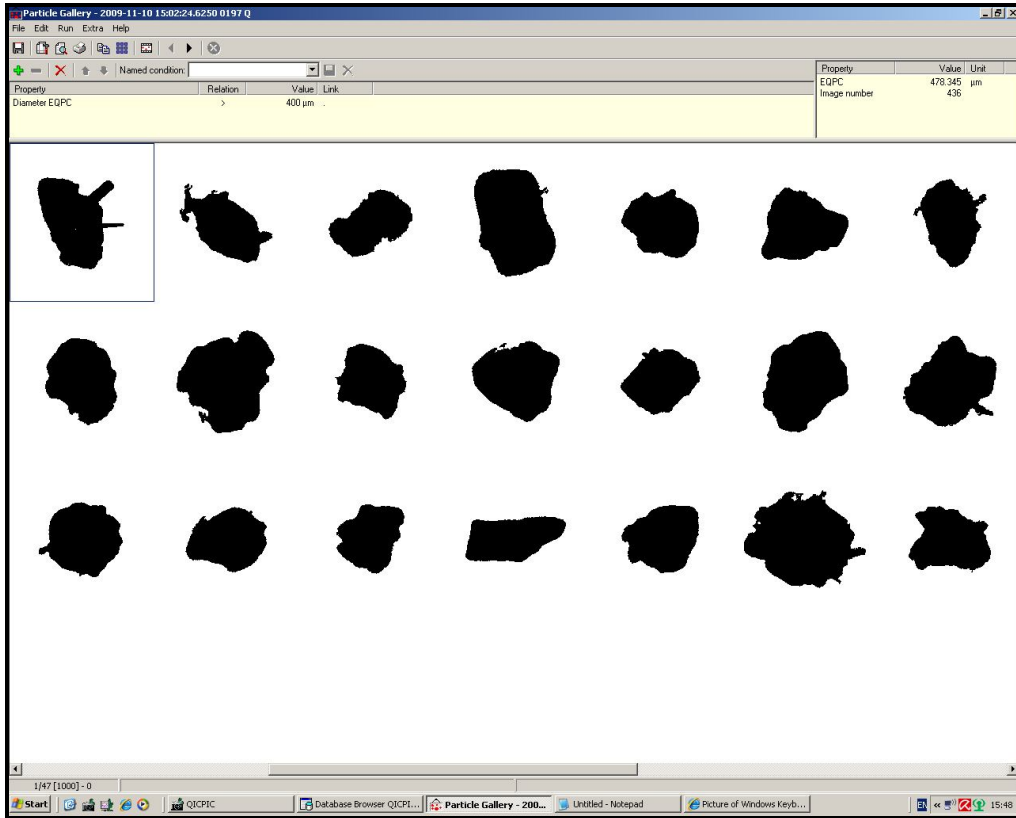 Particle Gallery - 2009-11-10 15:02:24.6250 0197 Q
File Edit Run Extra Help
Named condition:
Property Relation Value Link
Diameter EQPC > 400 µm .
Property Value Unit
EQPC 478.345 µm
Image number 436
1/47 [1000] - 0
Start QICPIC Database Browser QICPI... Particle Gallery - 200... Untitled - Notepad Picture of Windows Keyb... EN « 15:48